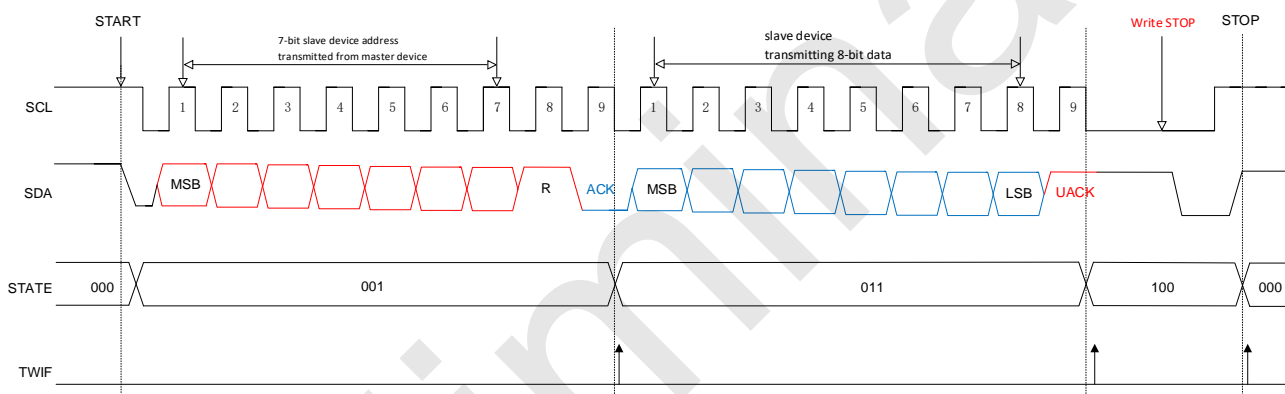 START
7-bit slave device address
transmitted from master device
slave device
transmitting 8-bit data
Write STOP
STOP
SCL
1 2 3 4 5 6 7 8 9 1 2 3 4 5 6 7 8 9
SDA
MSB R ACK MSB LSB UACK
STATE
000 001 011 100 000
TWIF